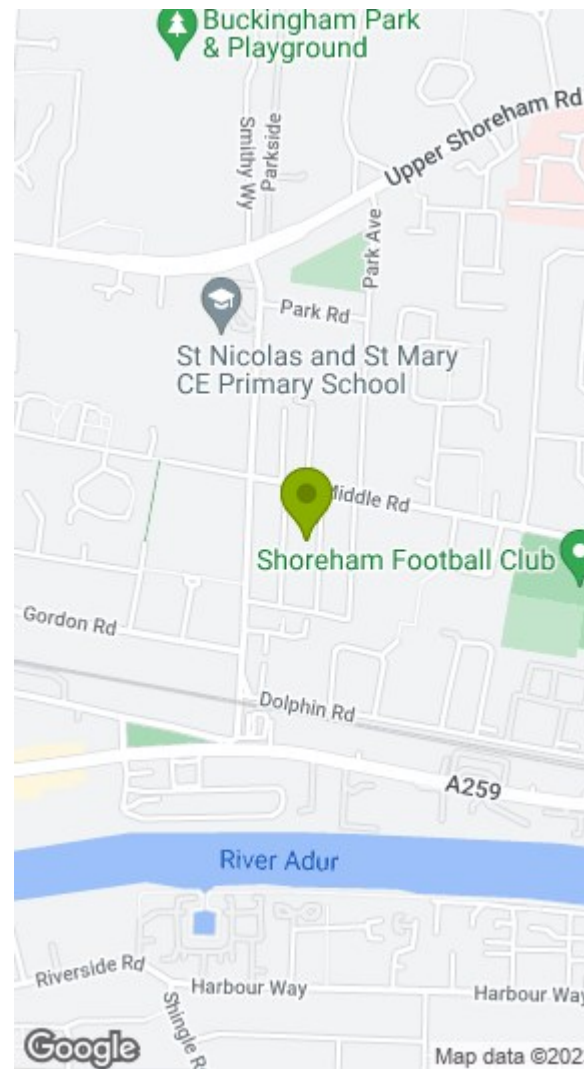 Buckingham Park
& Playground
Upper Shoreham Rd
Smithy Wy
Parkside
Park Ave
Park Rd
St Nicolas and St Mary
CE Primary School
Middle Rd
Shoreham Football Club
Gordon Rd
Dolphin Rd
A259
River Adur
Riverside Rd
Harbour Way
Harbour Way
Shingle R
Google
Map data ©202